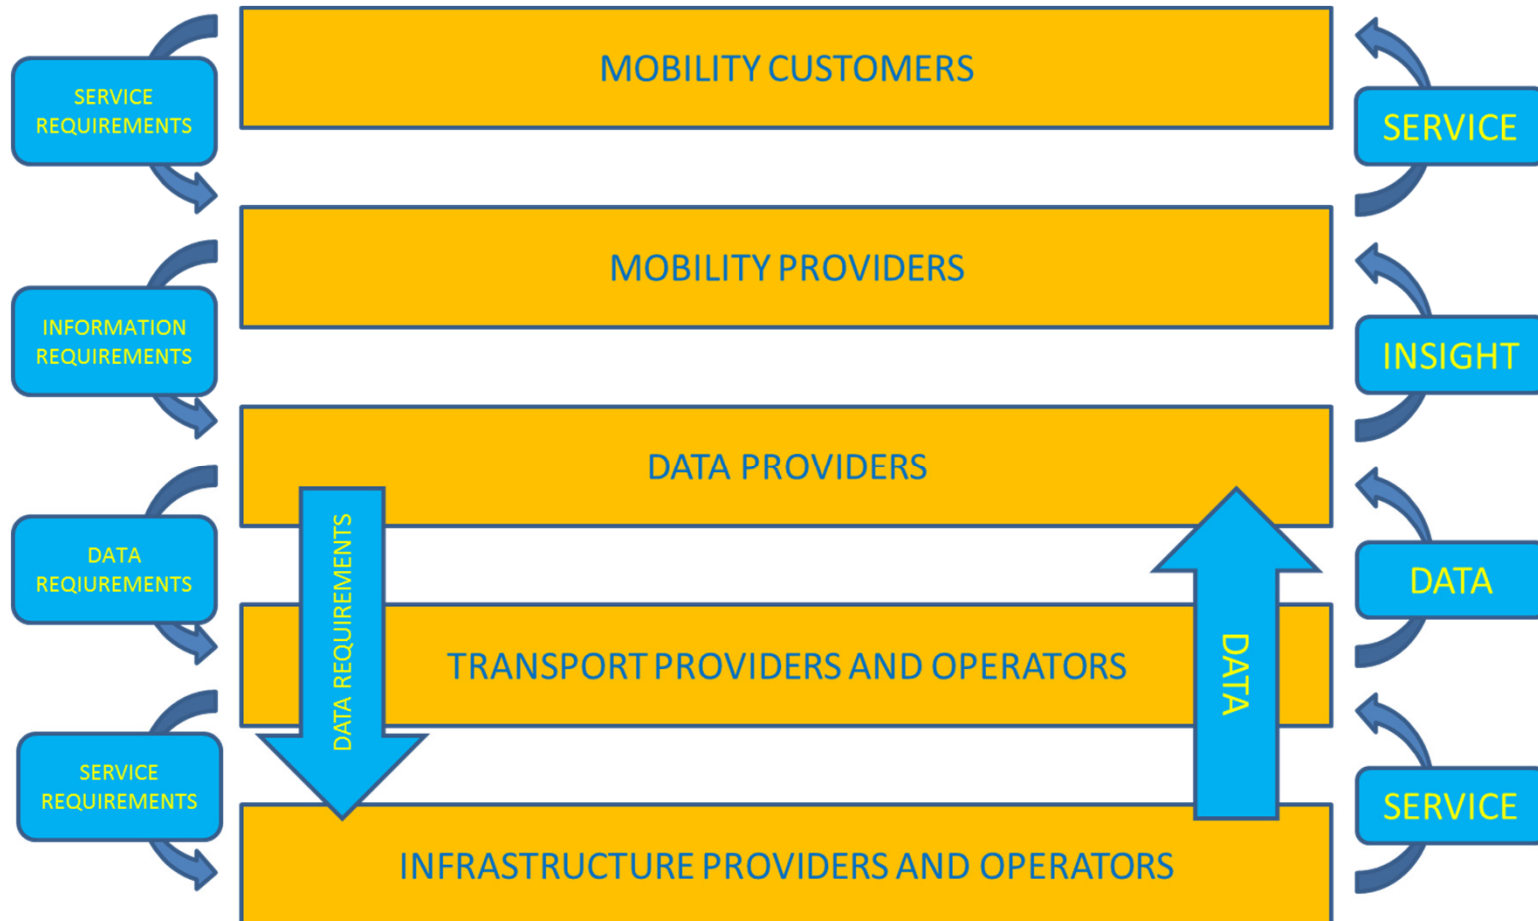 MOBILITY CUSTOMERS
SERVICE
REQUIREMENTS
SERVICE
MOBILITY PROVIDERS
INFORMATION
REQUIREMENTS
INSIGHT
DATA PROVIDERS
DATA
REQIUREMENTS
DATA REQUIREMENTS
DATA
DATA
TRANSPORT PROVIDERS AND OPERATORS
SERVICE
REQUIREMENTS
SERVICE
INFRASTRUCTURE PROVIDERS AND OPERATORS